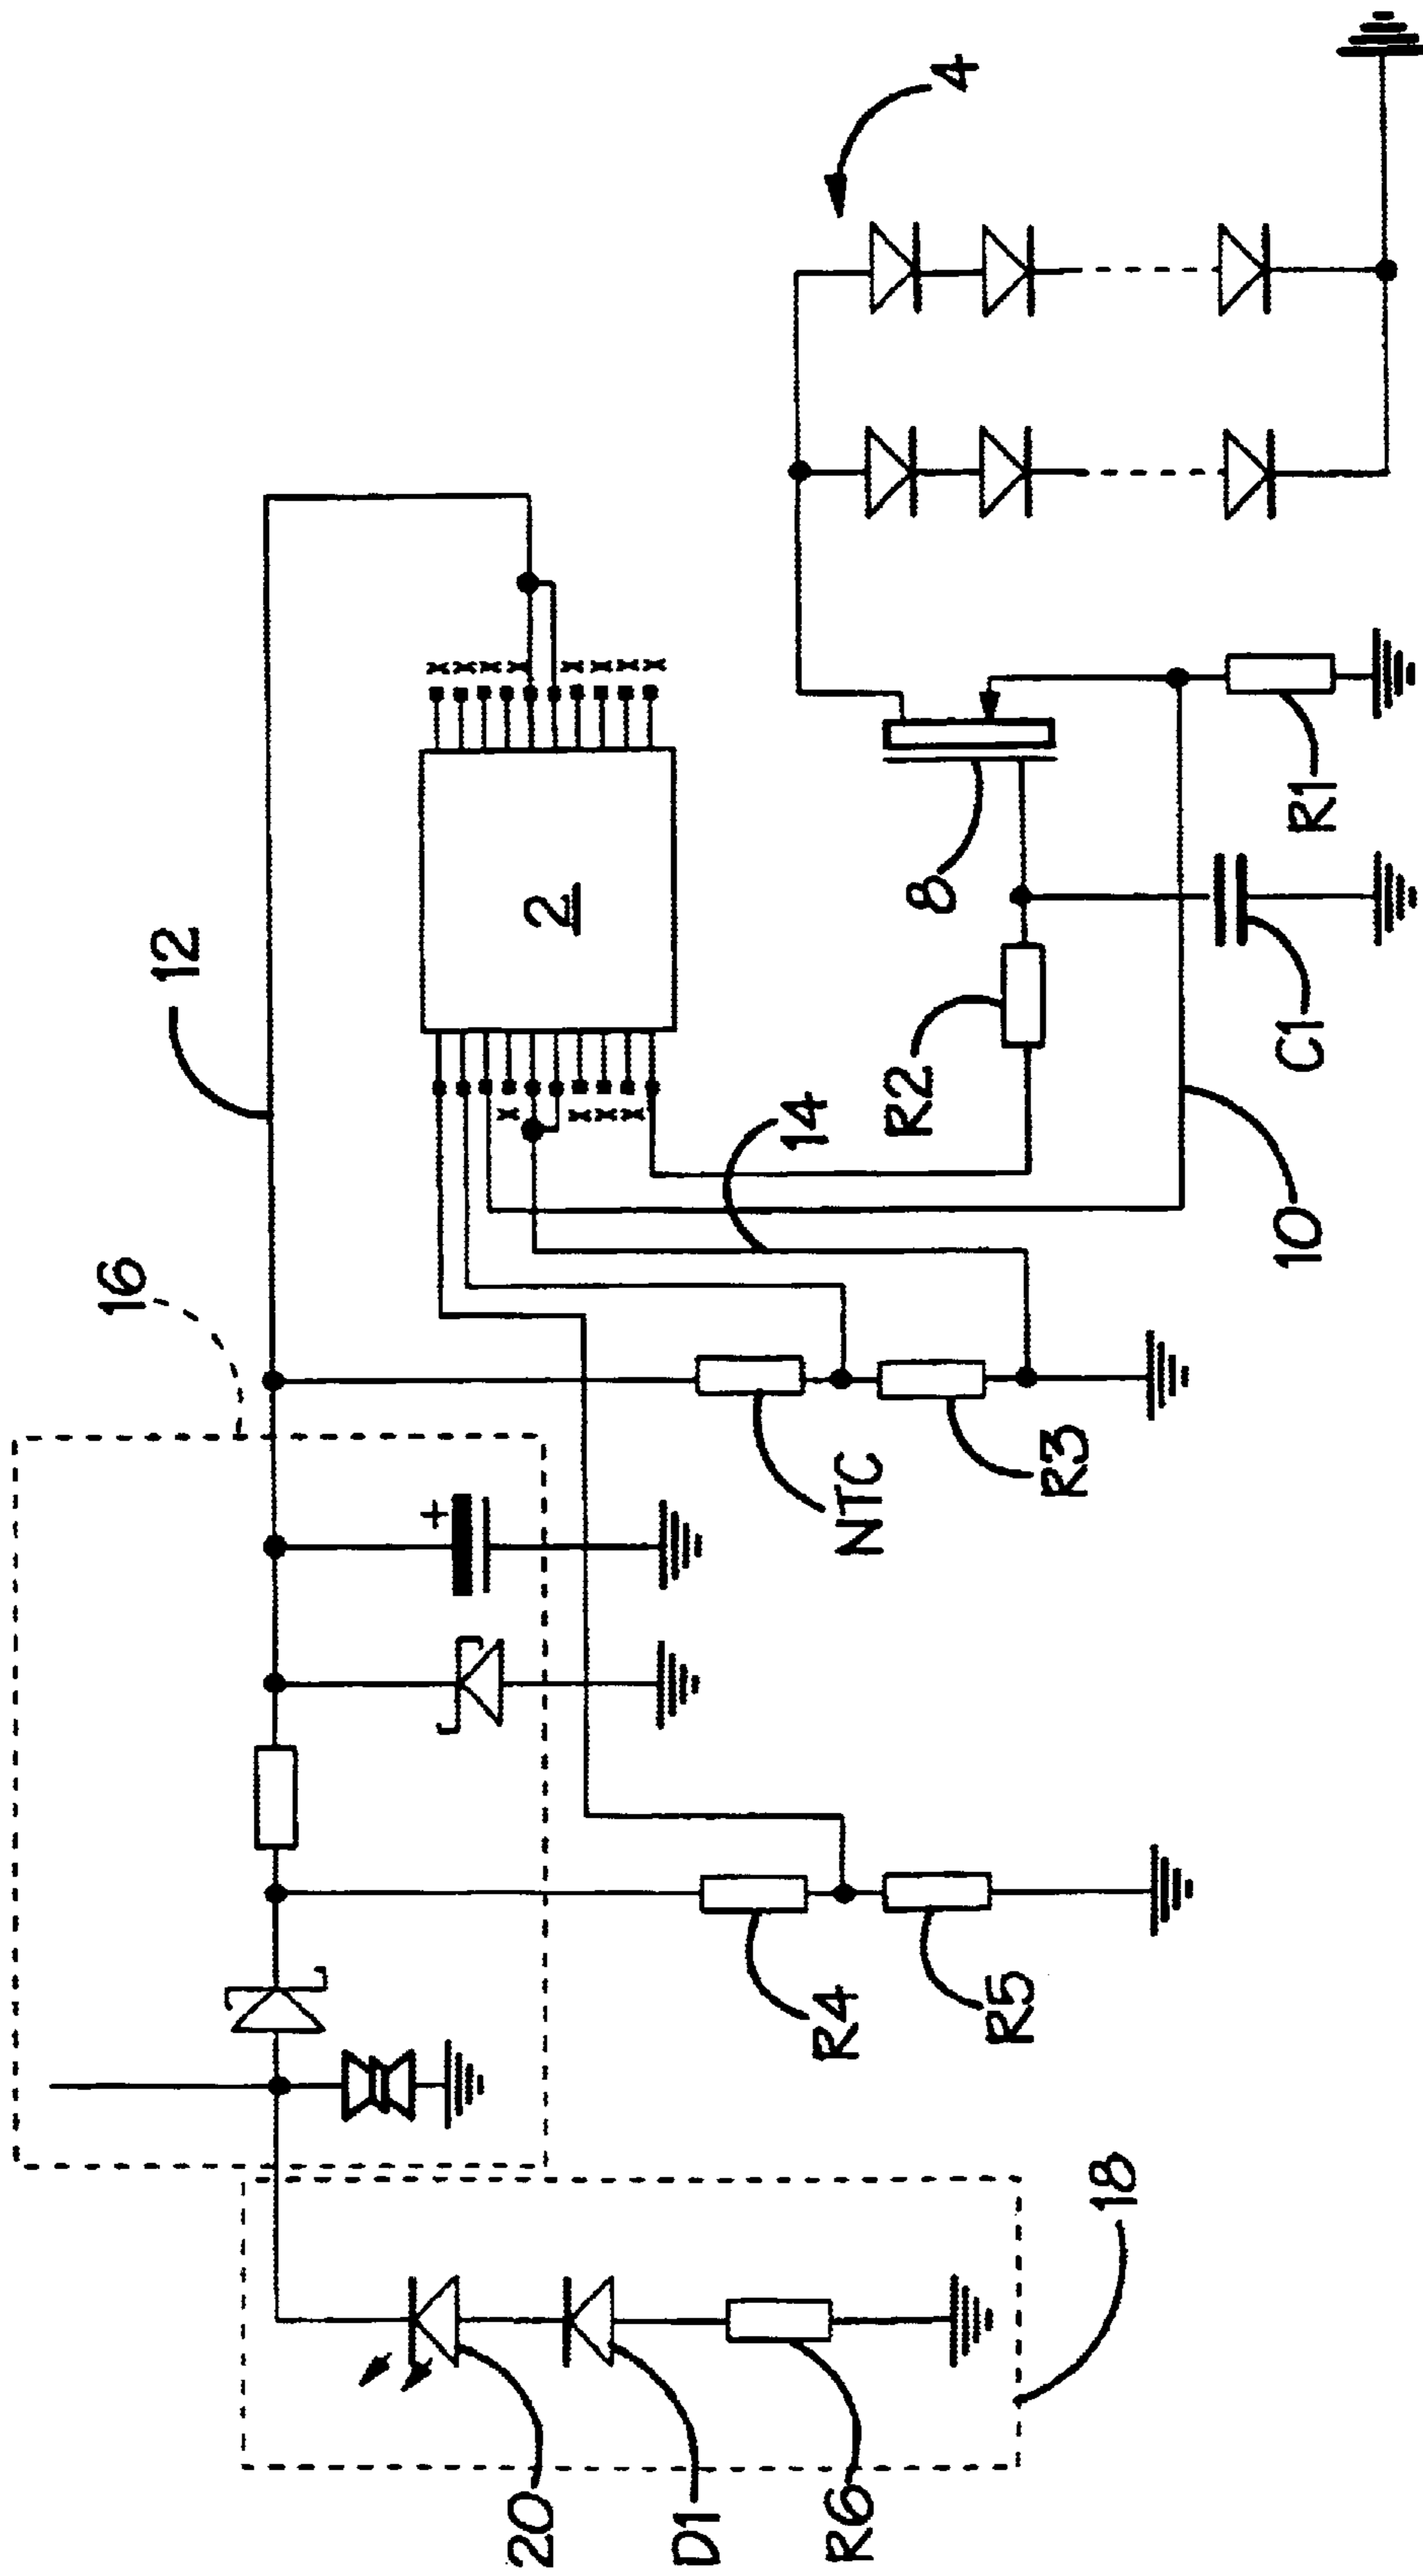 16
12
4
2
8
14
R2
R1
C1
10
NTC
R3
R4
R5
18
20
D1
R6
+
x x x x x x x x
x x x x